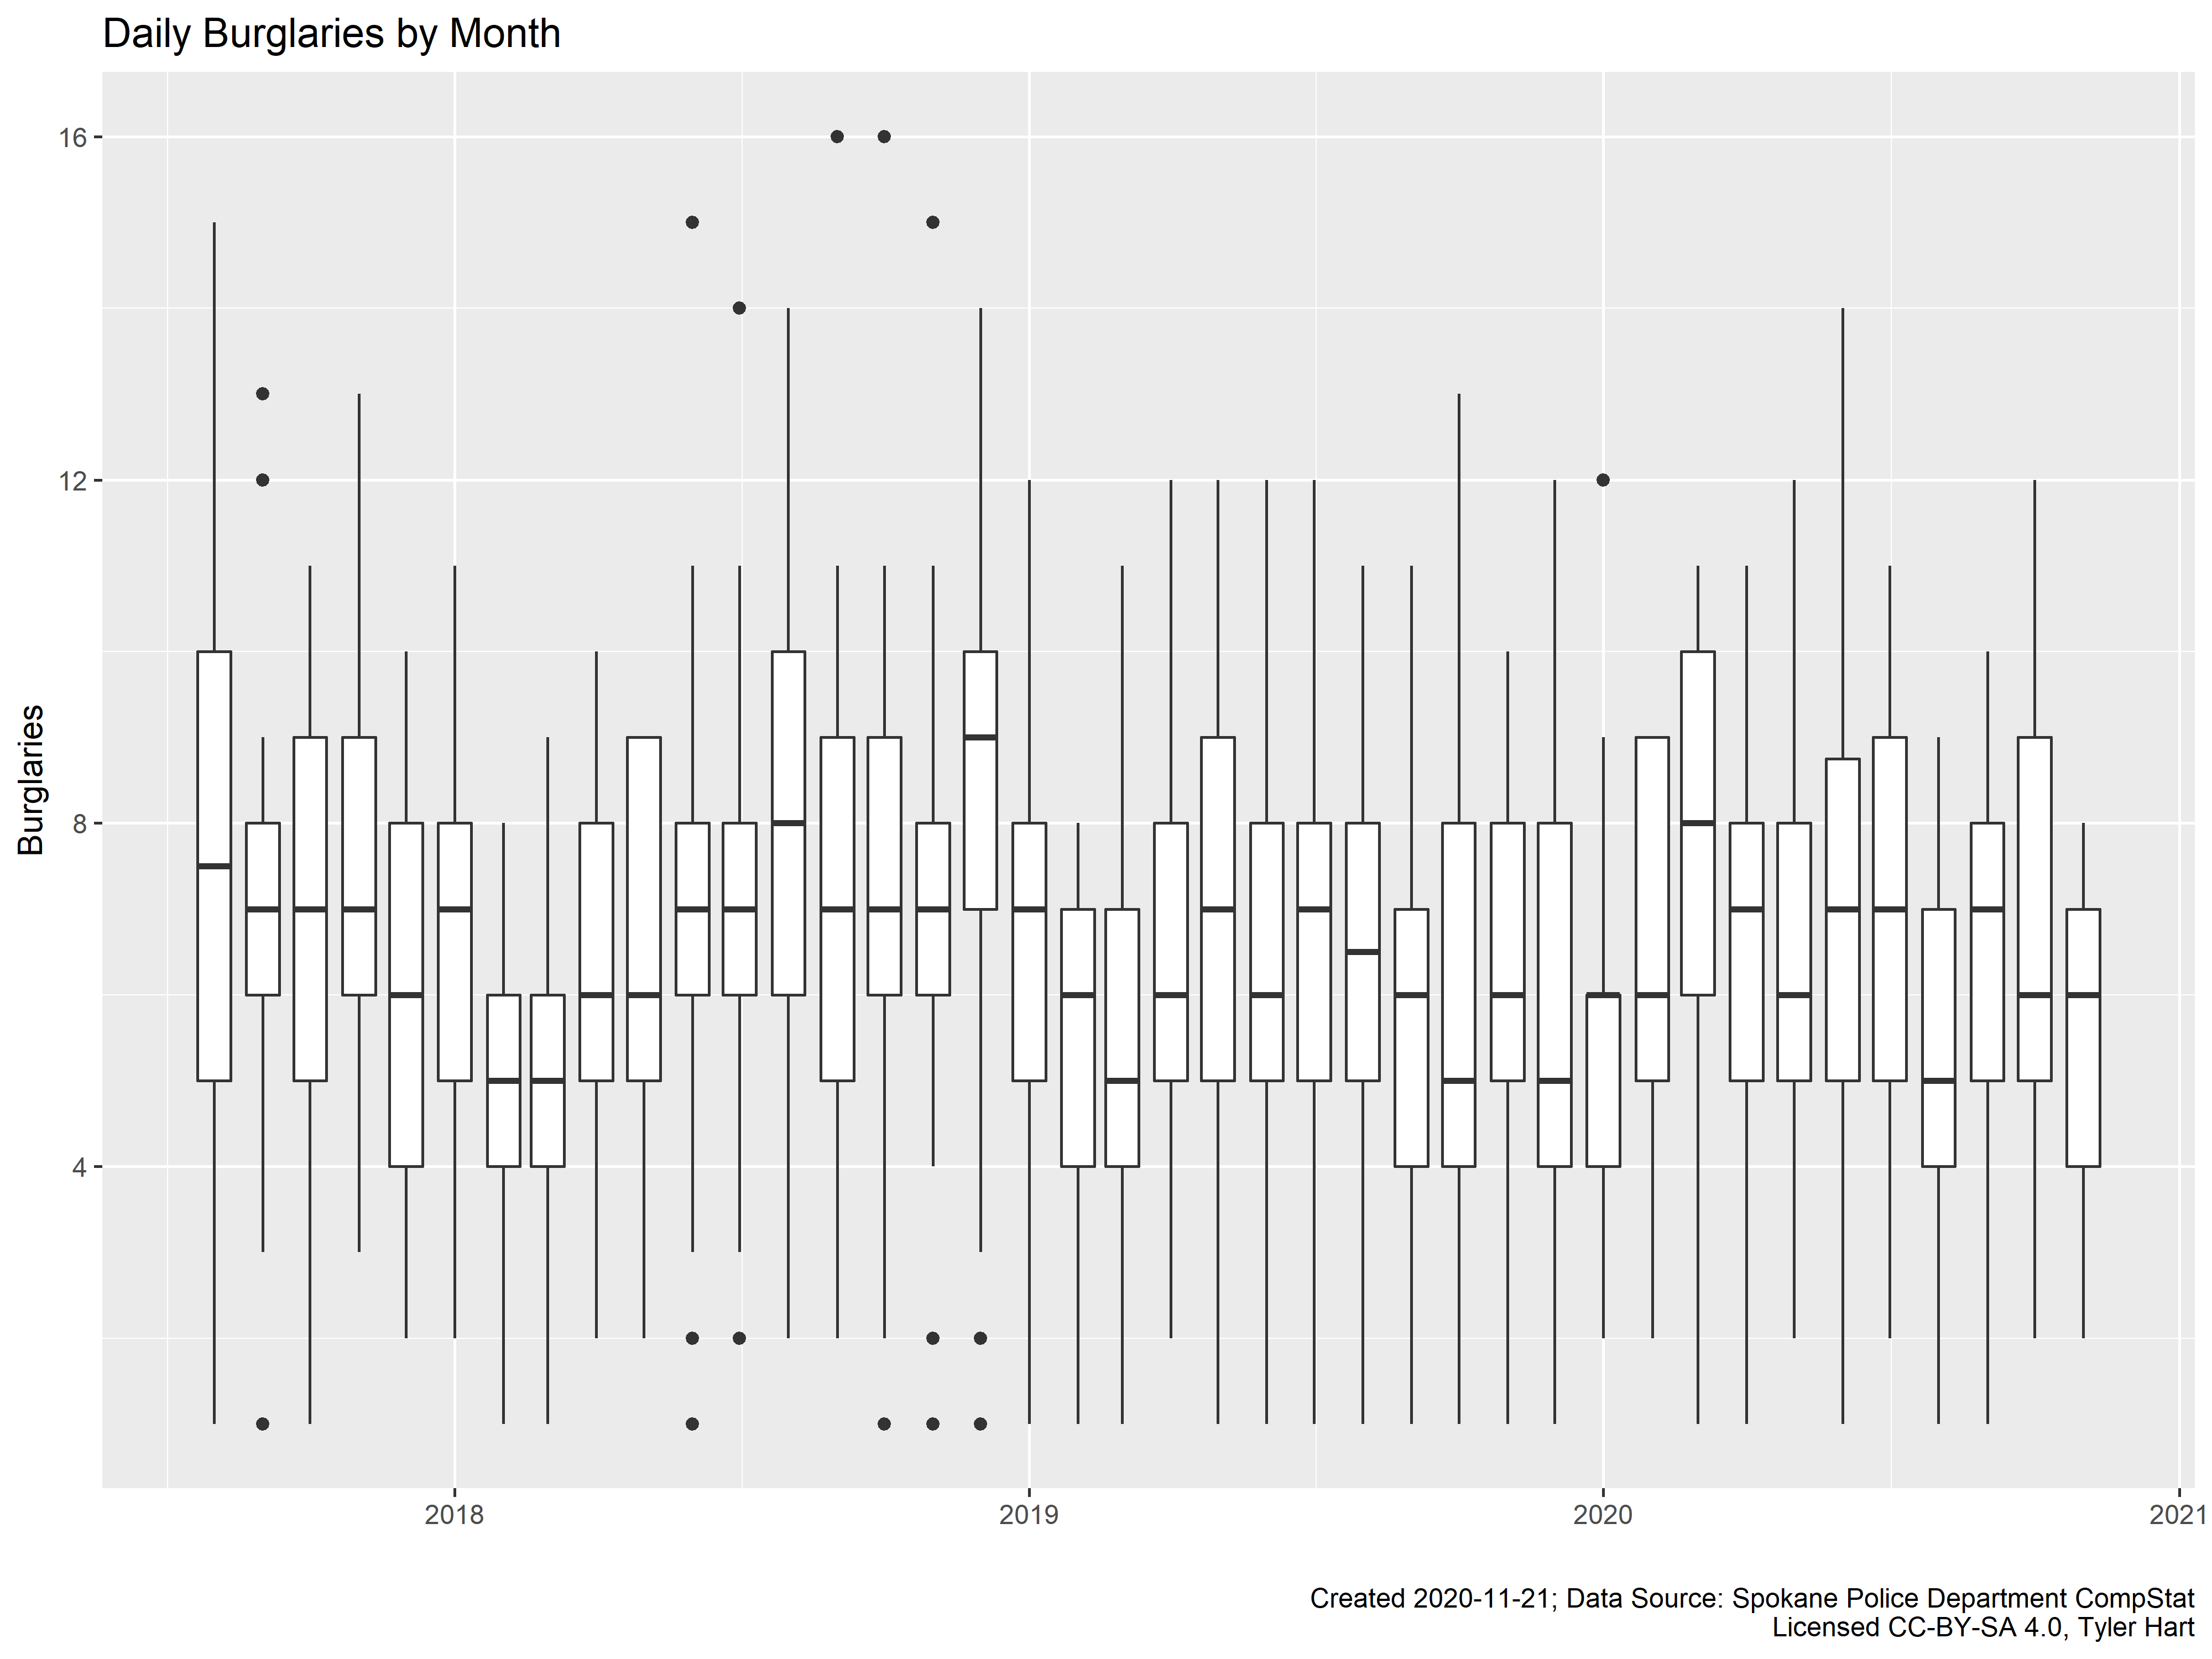 Daily Burglaries by Month
16
12
8
4
Burglaries
2018
2019
2020
2021
Created 2020-11-21; Data Source: Spokane Police Department CompStat
Licensed CC-BY-SA 4.0, Tyler Hart